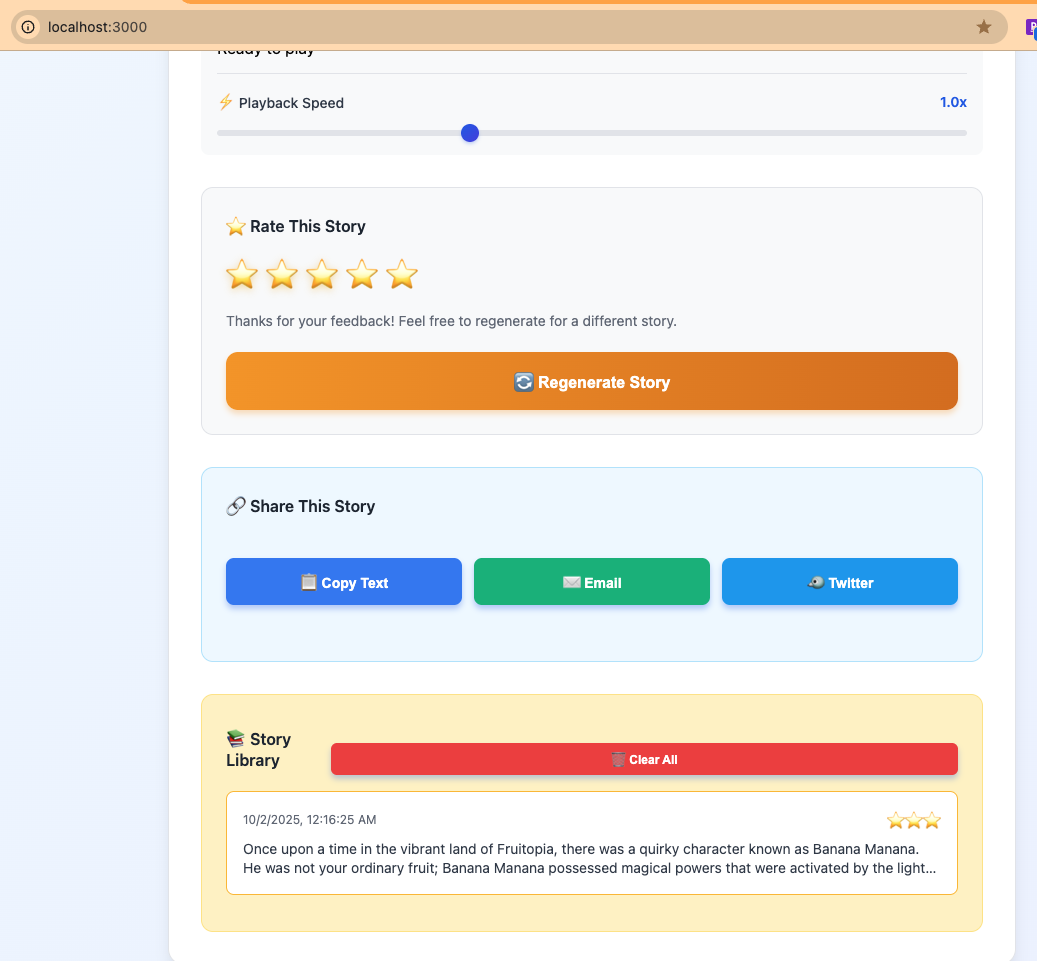 localhost:3000
Ready to play
Playback Speed
1.0x
Rate This Story
Thanks for your feedback! Feel free to regenerate for a different story.
Regenerate Story
Share This Story
Copy Text
Email
Twitter
Story
Library
Clear All
10/2/2025, 12:16:25 AM
Once upon a time in the vibrant land of Fruitopia, there was a quirky character known as Banana Manana.
He was not your ordinary fruit; Banana Manana possessed magical powers that were activated by the light...